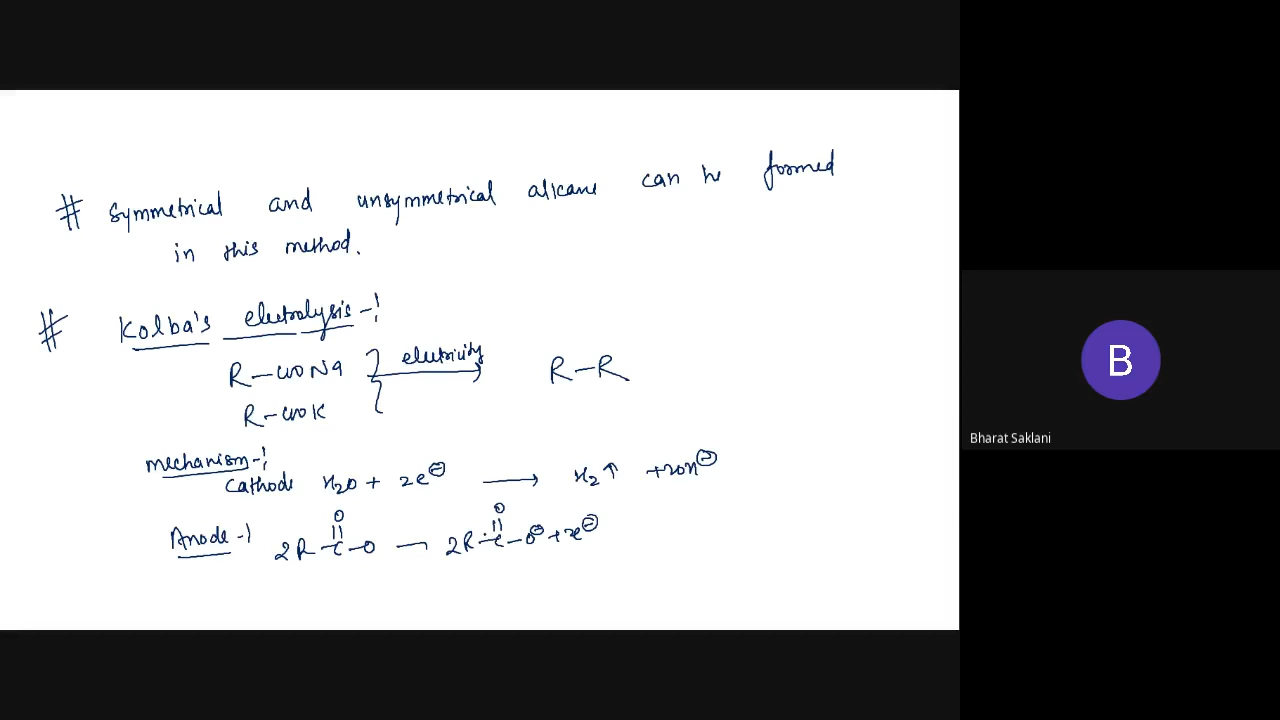 # Symmetrical and unsymmetrical alkane can be formed
in this method.
# Kolba's electrolysis -!
R-COONa } electricity → R-R
R-COOK
mechanism -!
Cathode H2O + 2e⊖ → H2↑ + 2OH⊖
O O
Anode -! 2R-C-O — 2R-C-O⊖ + 2e⊖
B
Bharat Saklani